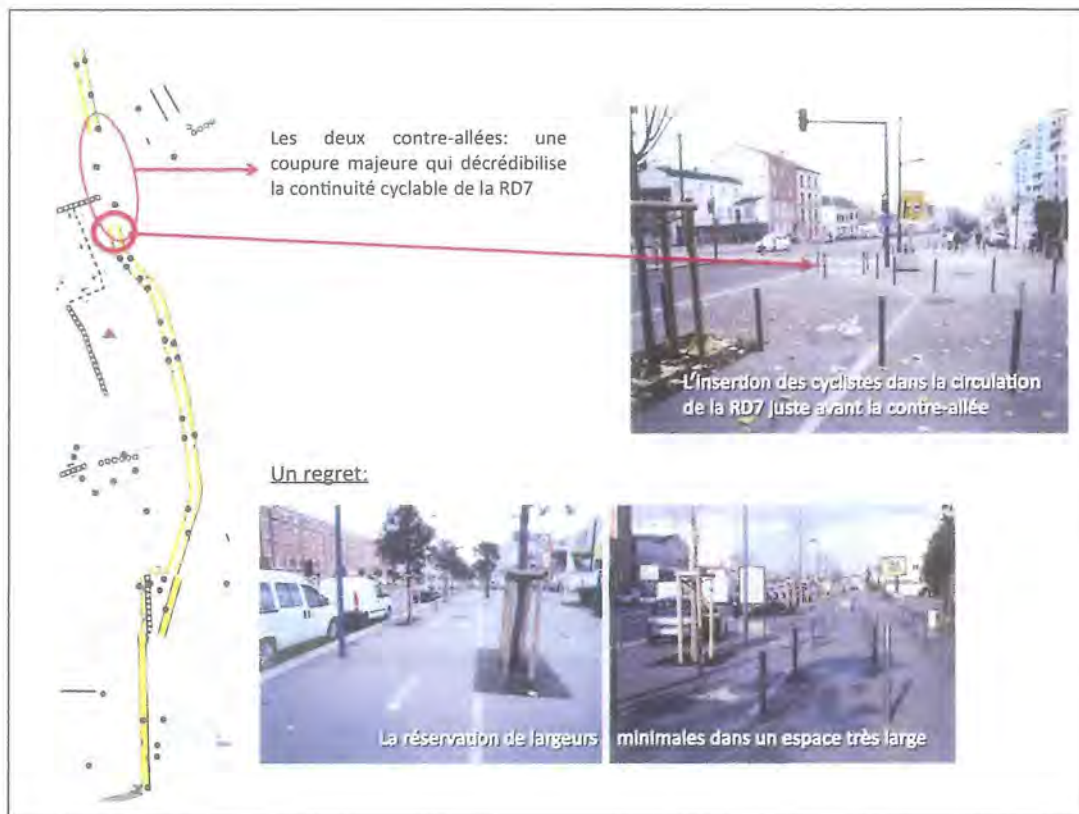 Les deux contre-allées: une
coupure majeure qui décrédibilise
la continuité cyclable de la RD7
L'insertion des cyclistes dans la circulation
de la RD7 juste avant la contre-allée
Un regret:
La réservation de largeurs minimales dans un espace très large